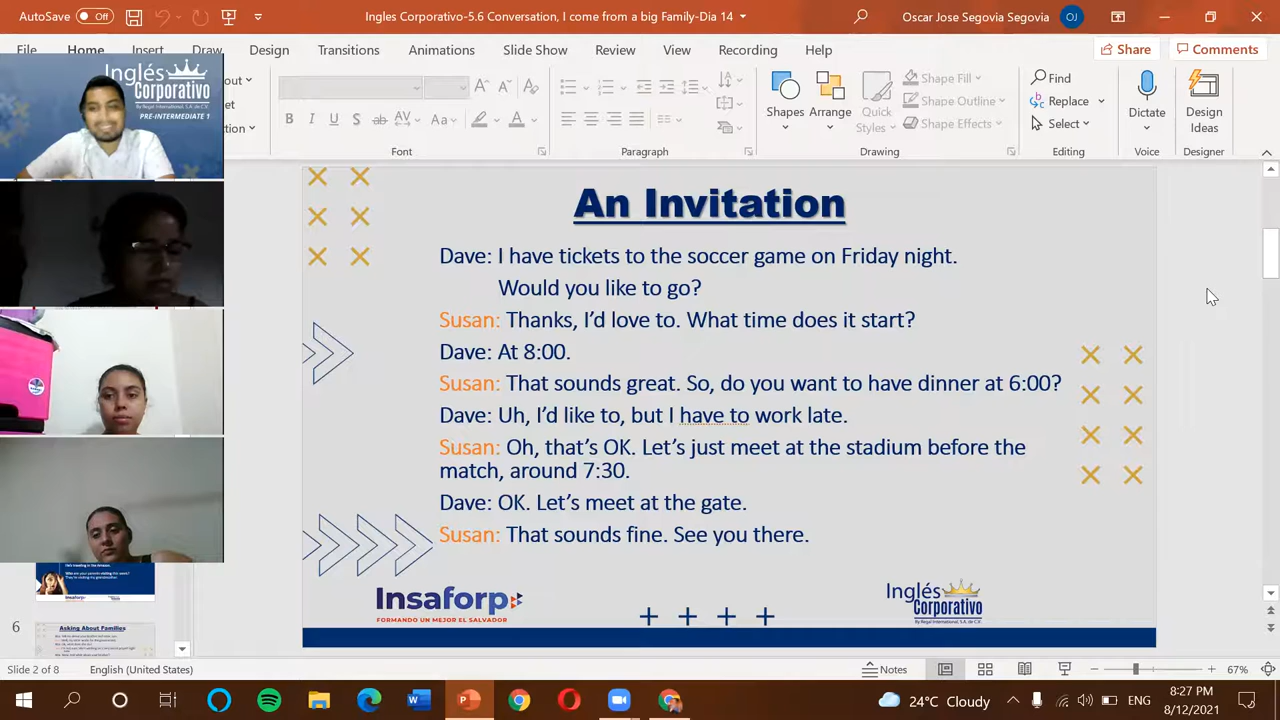 AutoSave Off
Ingles Corporativo-5.6 Conversation, I come from a big Family-Dia 14
Oscar Jose Segovia Segovia OJ
File Home Insert Draw Design Transitions Animations Slide Show Review View Recording Help
Share Comments
Inglés
Corporativo
By Regal International, S.A. de C.V.
PRE-INTERMEDIATE 1
Shapes
Arrange
Quick
Styles
Shape Fill
Shape Outline
Shape Effects
Find
Replace
Select
Dictate
Design
Ideas
Font Paragraph Drawing Editing Voice Designer
An Invitation
Dave: I have tickets to the soccer game on Friday night.
Would you like to go?
Susan: Thanks, I'd love to. What time does it start?
Dave: At 8:00.
Susan: That sounds great. So, do you want to have dinner at 6:00?
Dave: Uh, I'd like to, but I have to work late.
Susan: Oh, that's OK. Let's just meet at the stadium before the
match, around 7:30.
Dave: OK. Let's meet at the gate.
Susan: That sounds fine. See you there.
Insaforp
FORMANDO UN MEJOR EL SALVADOR
Inglés
Corporativo
By Regal International, S.A. de C.V.
6
Asking About Families
Slide 2 of 8 English (United States)
Notes 67%
24°C Cloudy ENG 8:27 PM
8/12/2021